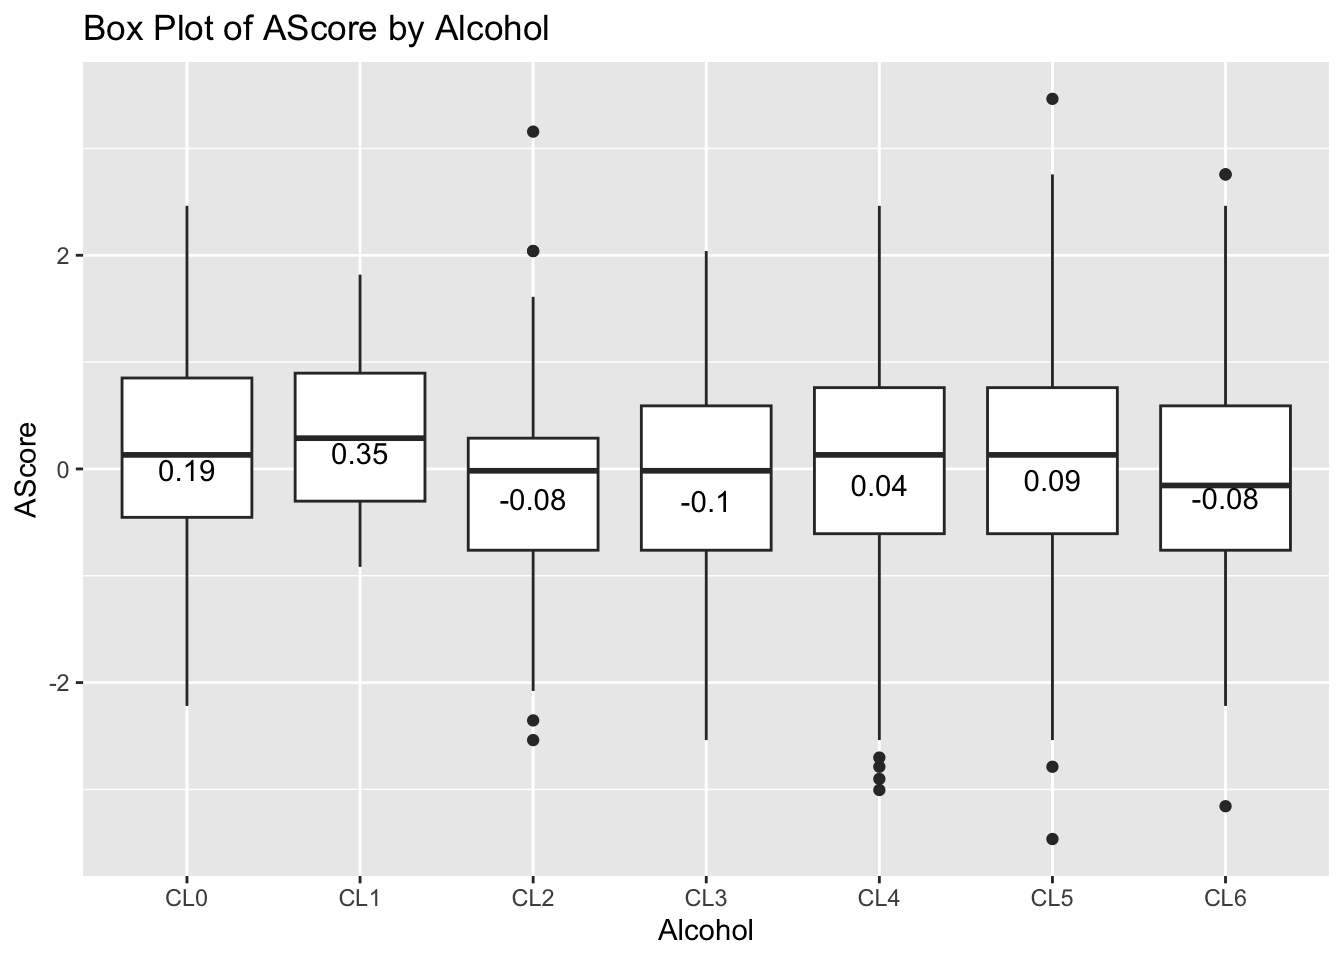 Box Plot of AScore by Alcohol
AScore
2
0
-2
0.19
0.35
-0.08
-0.1
0.04
0.09
-0.08
CL0 CL1 CL2 CL3 CL4 CL5 CL6
Alcohol